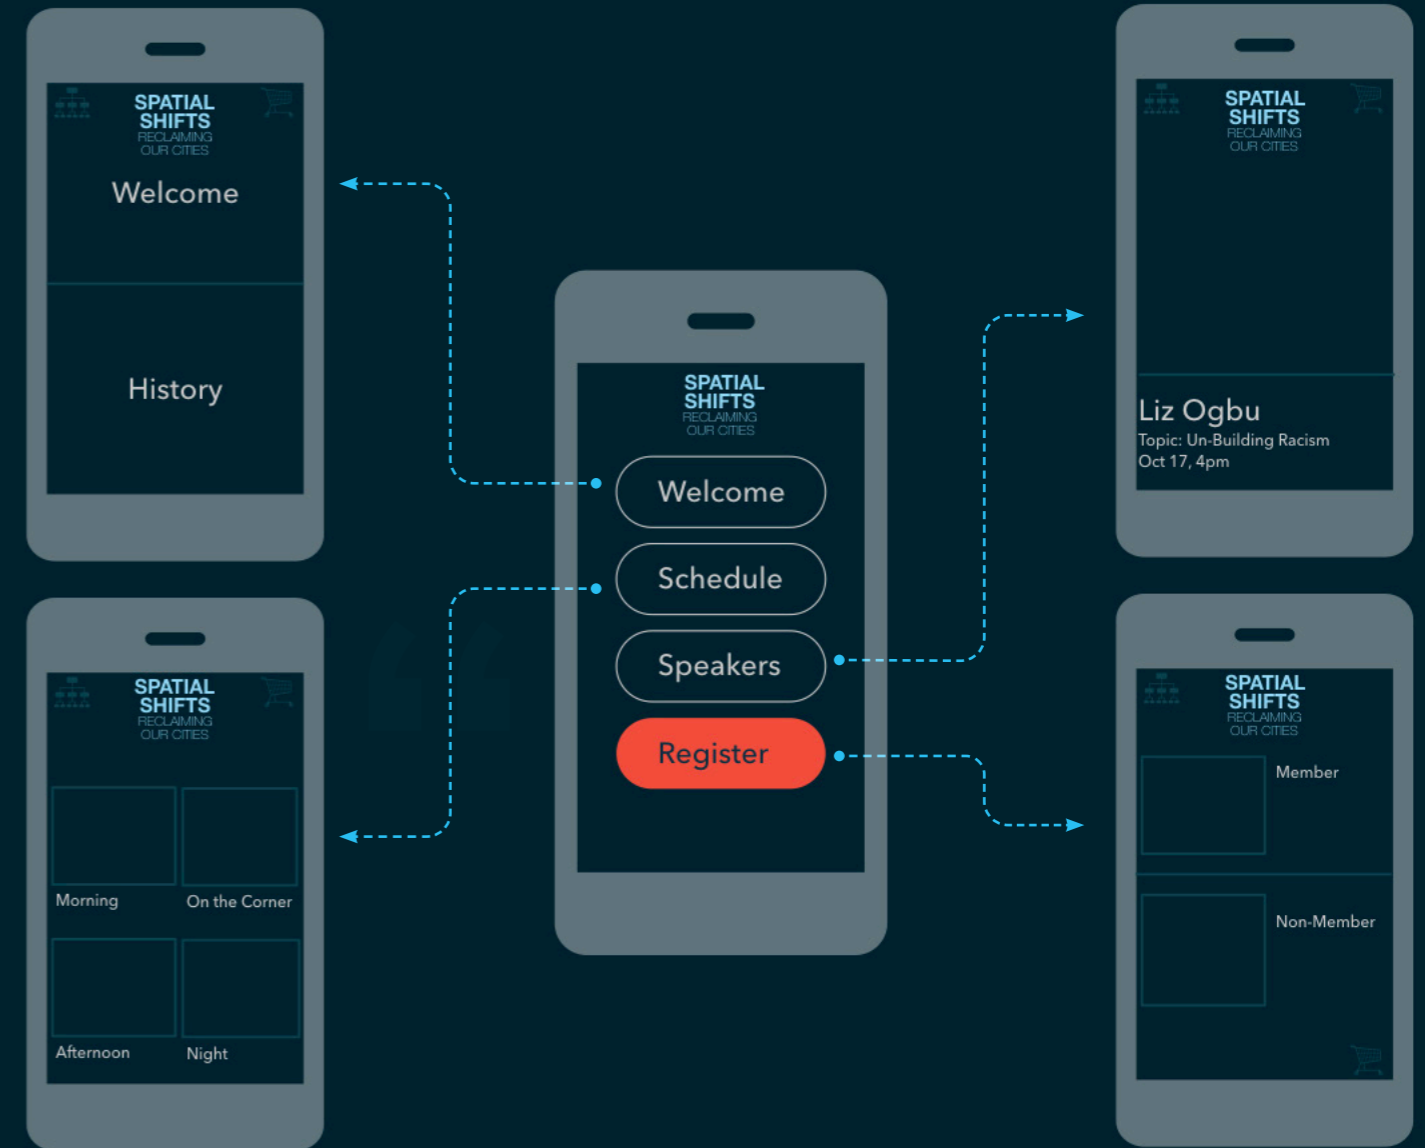 SPATIAL
SHIFTS
RECLAIMING
OUR CITIES
Welcome
History
SPATIAL
SHIFTS
RECLAIMING
OUR CITIES
Morning
On the Corner
Afternoon
Night
SPATIAL
SHIFTS
RECLAIMING
OUR CITIES
Welcome
Schedule
Speakers
Register
SPATIAL
SHIFTS
RECLAIMING
OUR CITIES
Liz Ogbu
Topic: Un-Building Racism
Oct 17, 4pm
SPATIAL
SHIFTS
RECLAIMING
OUR CITIES
Member
Non-Member